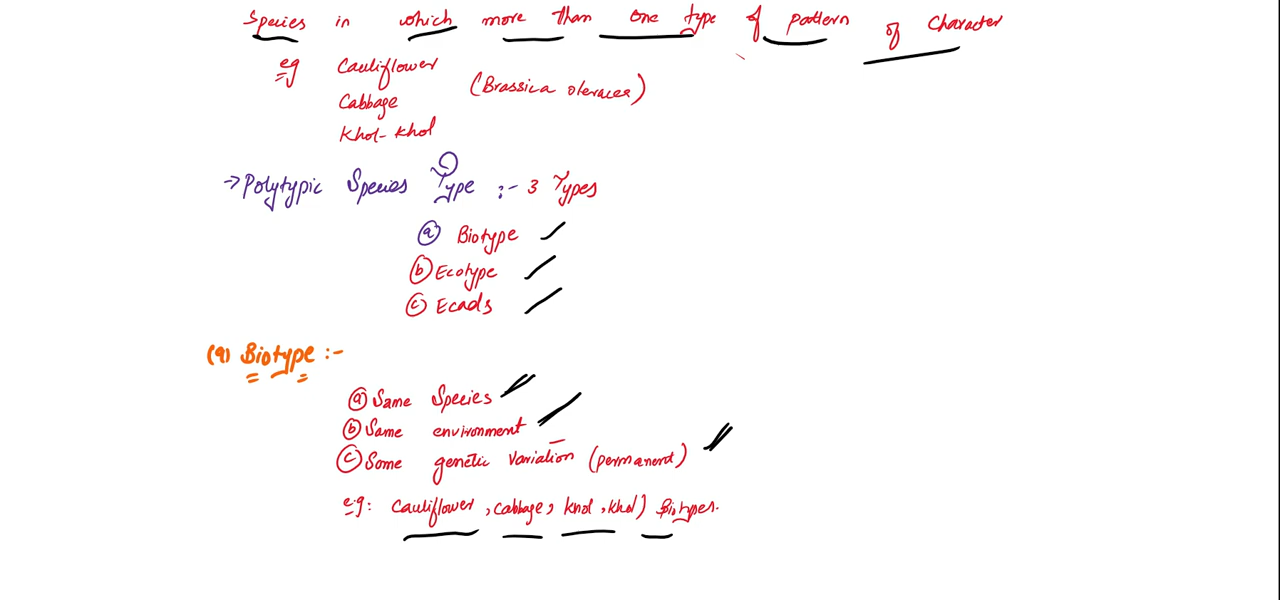 Species in which more than one type of pattern of character
eg Cauliflower
Cabbage (Brassica oleracea)
Khol-khol
→ Polytypic Species Type :- 3 Types
(a) Biotype
(b) Ecotype
(c) Ecads
(a) Biotype :-
(a) Same Species
(b) Same environment
(c) Some genetic variation (permanent)
e.g: Cauliflower, cabbage, knol, khol) Biotypes.